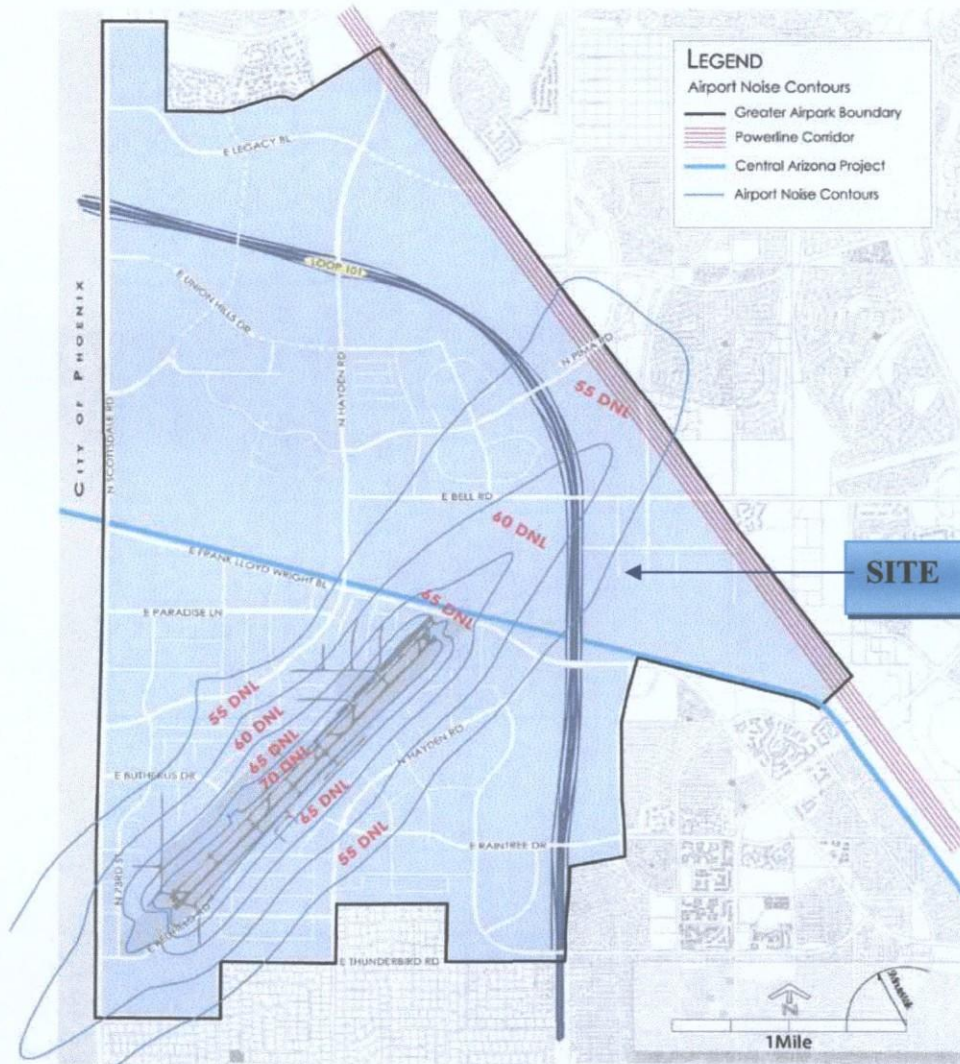 LEGEND
Airport Noise Contours
Greater Airpark Boundary
Powerline Corridor
Central Arizona Project
Airport Noise Contours
E LEGACY BL
LOOP 101
E UNION HILLS DR
CITY OF PHOENIX
N SCOTTSDALE RD
N HAYDEN RD
N PIMA RD
55 DNL
E BELL RD
60 DNL
SITE
E FRANK LLOYD WRIGHT BL
E PARADISE LN
65 DNL
55 DNL
60 DNL
65 DNL
70 DNL
65 DNL
55 DNL
N HAYDEN RD
E BUTHERUS DR
E RAINTREE DR
N 73RD ST
E REDFIELD RD
E THUNDERBIRD RD
N
1Mile